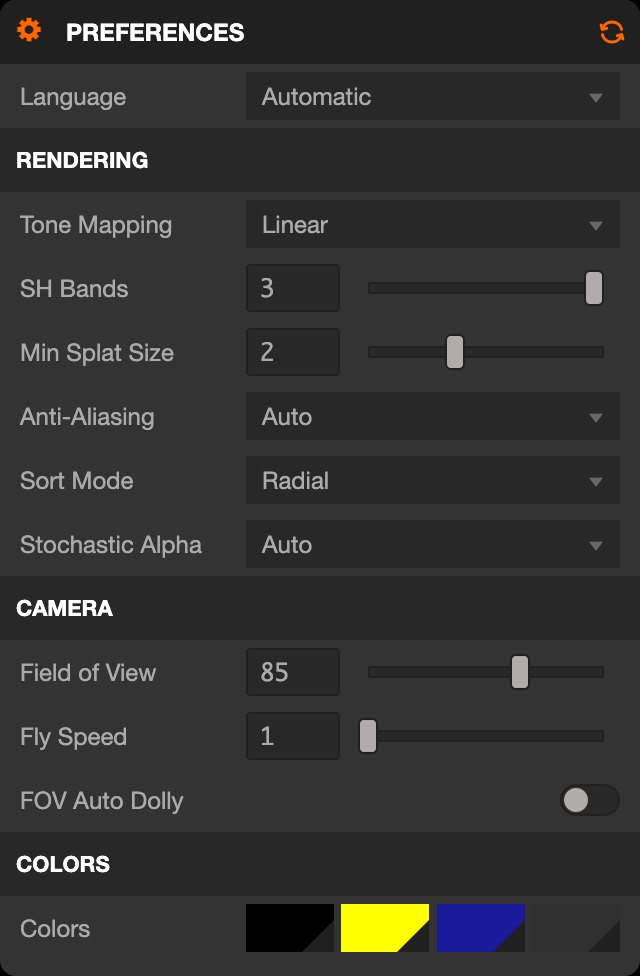 PREFERENCES
Language Automatic
RENDERING
Tone Mapping Linear
SH Bands 3
Min Splat Size 2
Anti-Aliasing Auto
Sort Mode Radial
Stochastic Alpha Auto
CAMERA
Field of View 85
Fly Speed 1
FOV Auto Dolly
COLORS
Colors